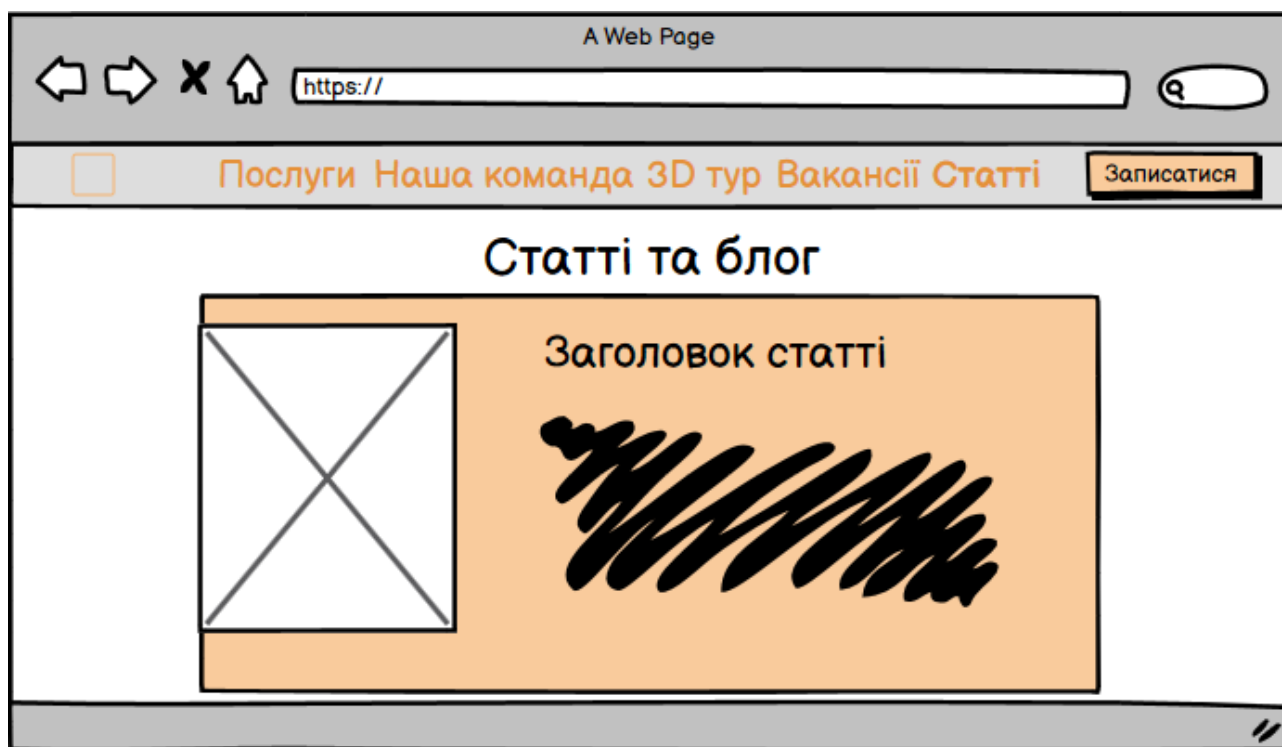 A Web Page
https://
Послуги Наша команда 3D тур Вакансії Статті Записатися
Статті та блог
Заголовок статті